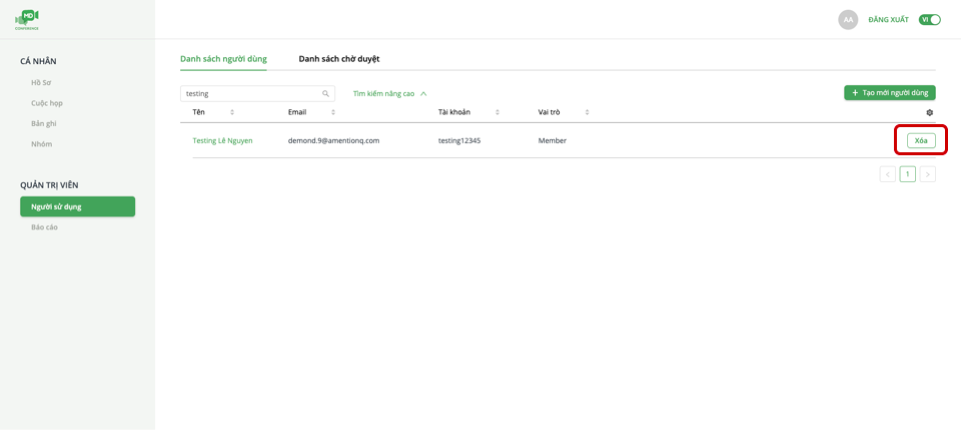 MD
CONFERENCE
AA
ĐĂNG XUẤT
VI
CÁ NHÂN
Hồ Sơ
Cuộc họp
Bản ghi
Nhóm
QUẢN TRỊ VIÊN
Người sử dụng
Báo cáo
Danh sách người dùng
Danh sách chờ duyệt
testing
Tìm kiếm nâng cao
+ Tạo mới người dùng
Tên Email Tài khoản Vai trò
Testing Lê Nguyen demond.9@amentionq.com testing12345 Member Xóa
< 1 >